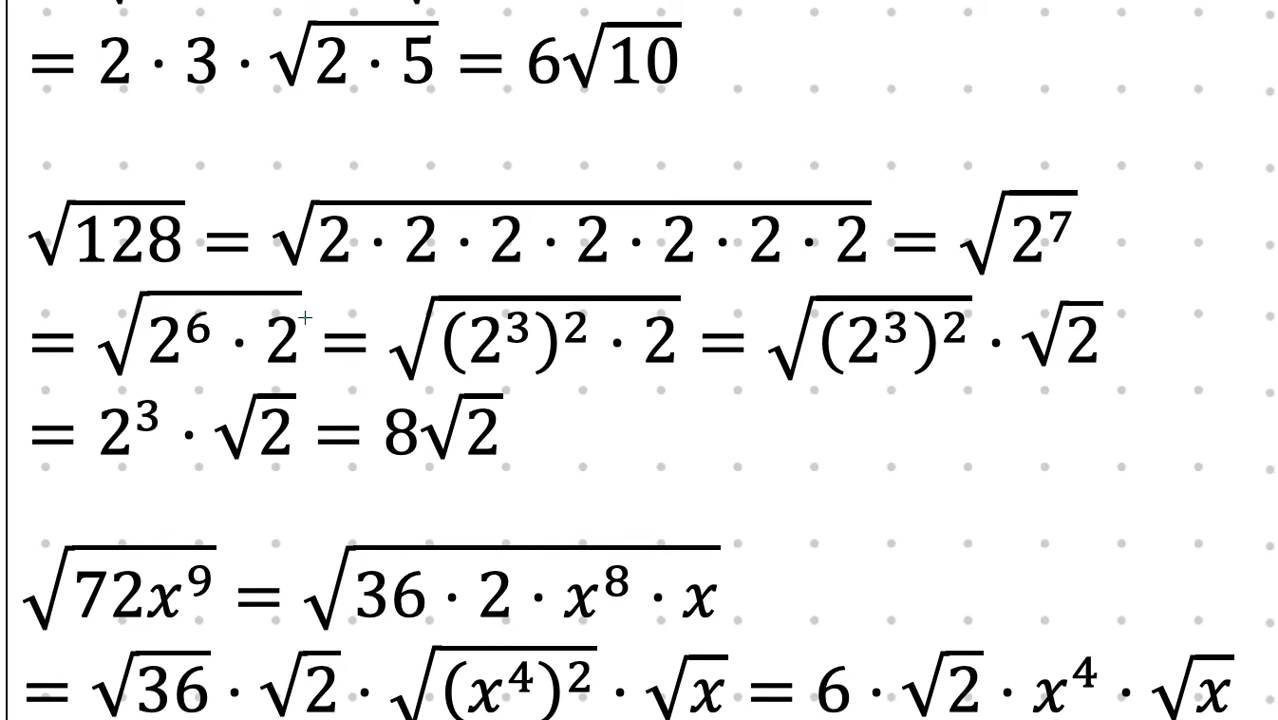 = 2 · 3 · √(2 · 5) = 6√10
√128 = √(2 · 2 · 2 · 2 · 2 · 2 · 2) = √(2⁷)
= √(2⁶ · 2) = √((2³)² · 2) = √((2³)²) · √2
= 2³ · √2 = 8√2
√(72x⁹) = √(36 · 2 · x⁸ · x)
= √36 · √2 · √((x⁴)²) · √x = 6 · √2 · x⁴ · √x